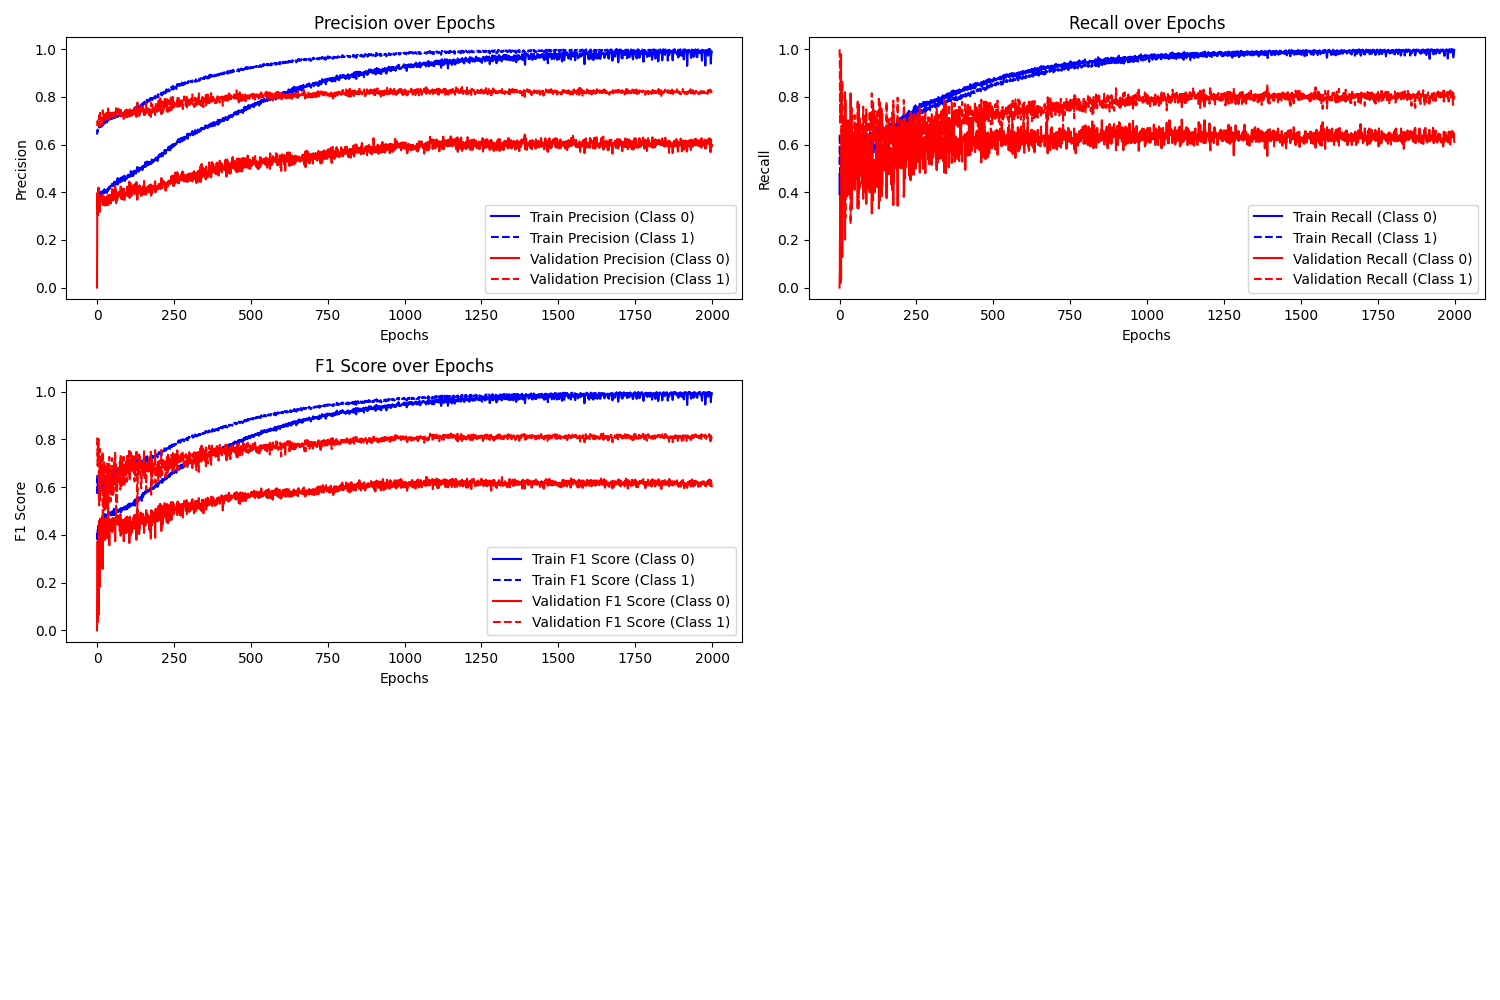 Precision over Epochs
1.0
0.8
0.6
0.4
0.2
0.0
Precision
0 250 500 750 1000 1250 1500 1750 2000
Epochs
Train Precision (Class 0)
Train Precision (Class 1)
Validation Precision (Class 0)
Validation Precision (Class 1)
Recall over Epochs
1.0
0.8
0.6
0.4
0.2
0.0
Recall
0 250 500 750 1000 1250 1500 1750 2000
Epochs
Train Recall (Class 0)
Train Recall (Class 1)
Validation Recall (Class 0)
Validation Recall (Class 1)
F1 Score over Epochs
1.0
0.8
0.6
0.4
0.2
0.0
F1 Score
0 250 500 750 1000 1250 1500 1750 2000
Epochs
Train F1 Score (Class 0)
Train F1 Score (Class 1)
Validation F1 Score (Class 0)
Validation F1 Score (Class 1)